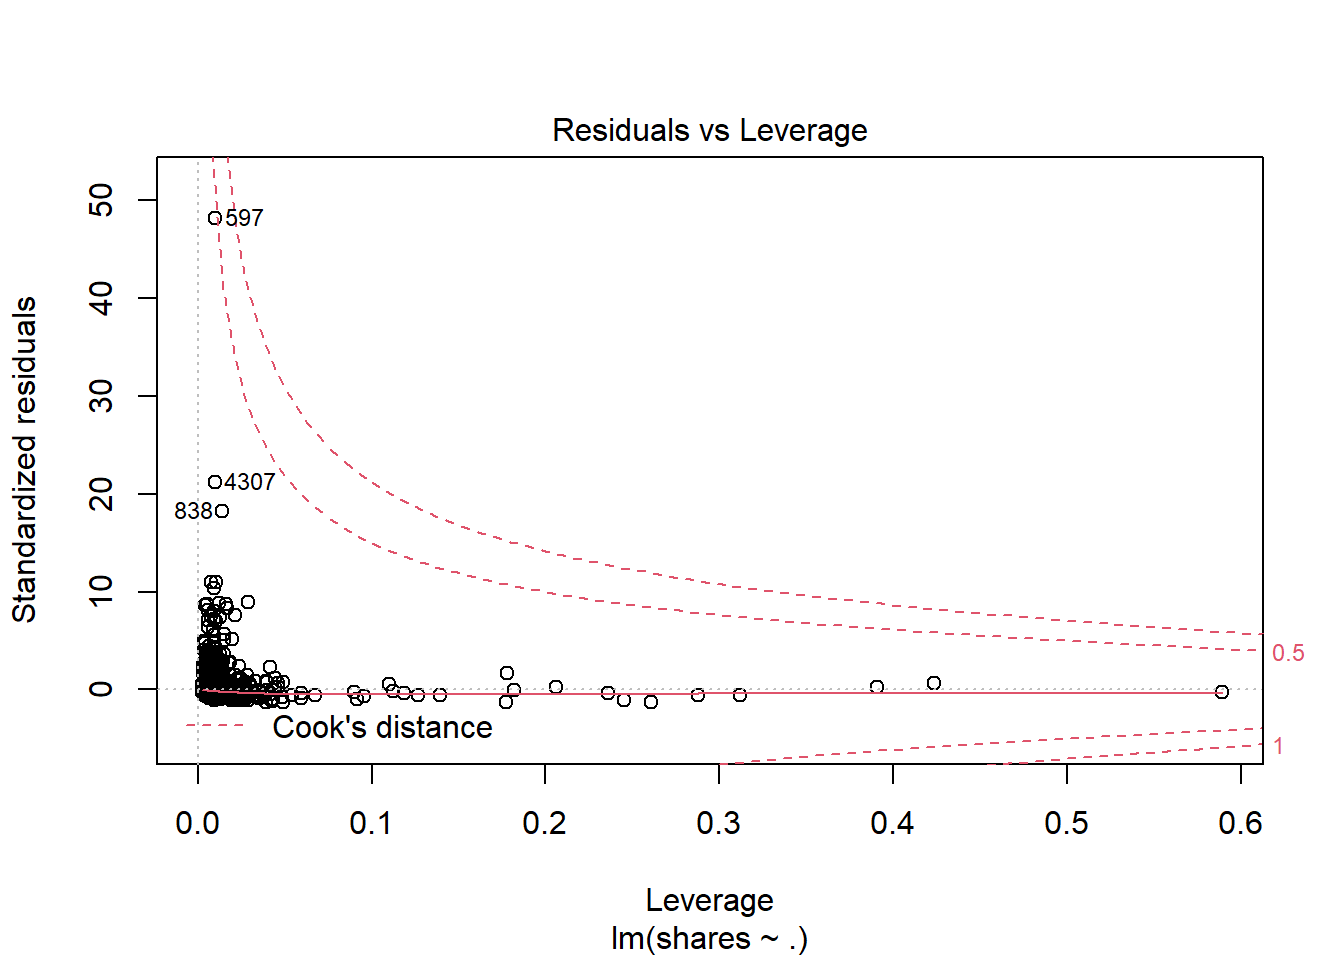 Residuals vs Leverage
Standardized residuals
50
40
30
20
10
0
597
4307
838
0.5
1
Cook's distance
0.0 0.1 0.2 0.3 0.4 0.5 0.6
Leverage
lm(shares ~ .)